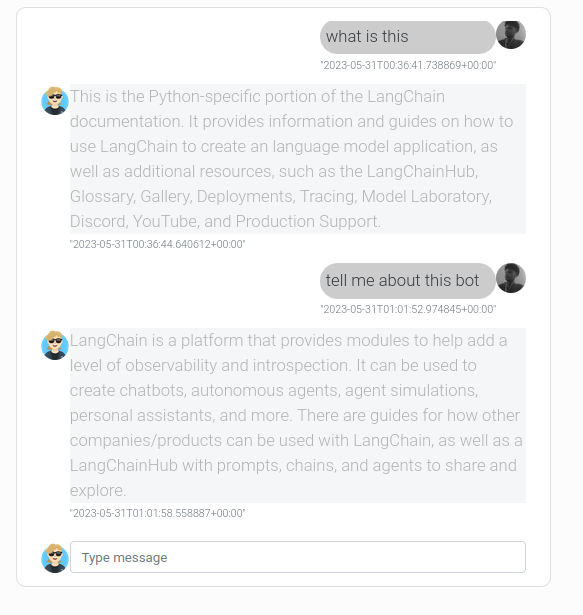 what is this
"2023-05-31T00:36:41.738869+00:00"
This is the Python-specific portion of the LangChain
documentation. It provides information and guides on how to
use LangChain to create an language model application, as
well as additional resources, such as the LangChainHub,
Glossary, Gallery, Deployments, Tracing, Model Laboratory,
Discord, YouTube, and Production Support.
"2023-05-31T00:36:44.640612+00:00"
tell me about this bot
"2023-05-31T01:01:52.974845+00:00"
LangChain is a platform that provides modules to help add a
level of observability and introspection. It can be used to
create chatbots, autonomous agents, agent simulations,
personal assistants, and more. There are guides for how other
companies/products can be used with LangChain, as well as a
LangChainHub with prompts, chains, and agents to share and
explore.
"2023-05-31T01:01:58.558887+00:00"
Type message